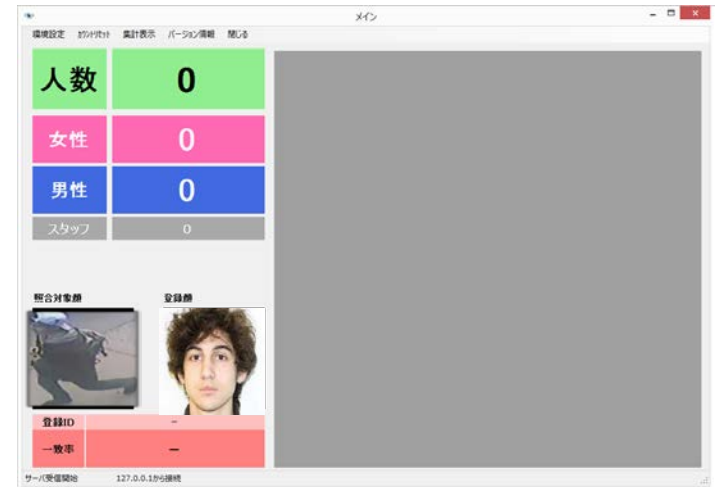 メイン
環境設定 カウントリセット 集計表示 バージョン情報 閉じる
人数 0
女性 0
男性 0
スタッフ 0
照合対象顔 登録顔
登録ID -
一致率 -
サーバ受信開始 127.0.0.1から接続